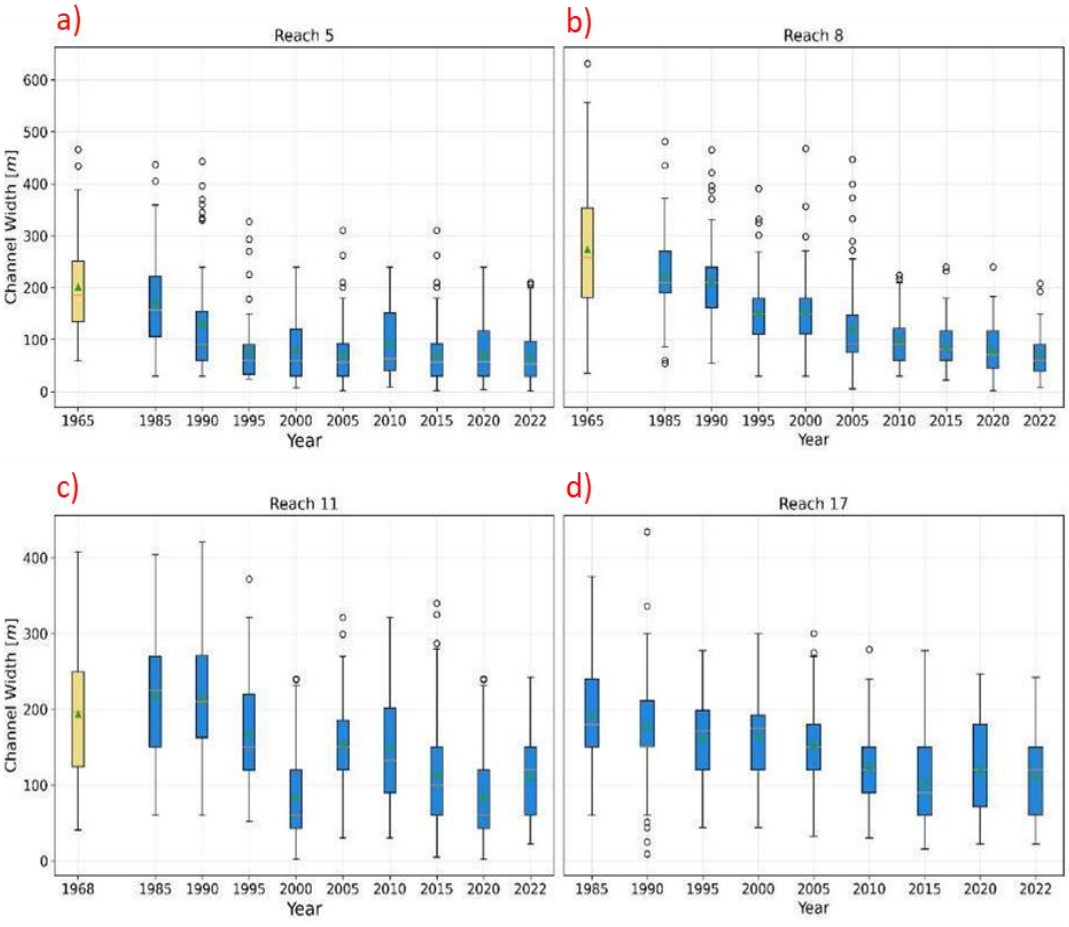 a)
Reach 5
b)
Reach 8
Channel Width [m]
600
500
400
300
200
100
0
1965 1985 1990 1995 2000 2005 2010 2015 2020 2022
Year
1965 1985 1990 1995 2000 2005 2010 2015 2020 2022
Year
c)
Reach 11
d)
Reach 17
Channel Width [m]
400
300
200
100
0
1968 1985 1990 1995 2000 2005 2010 2015 2020 2022
Year
1985 1990 1995 2000 2005 2010 2015 2020 2022
Year